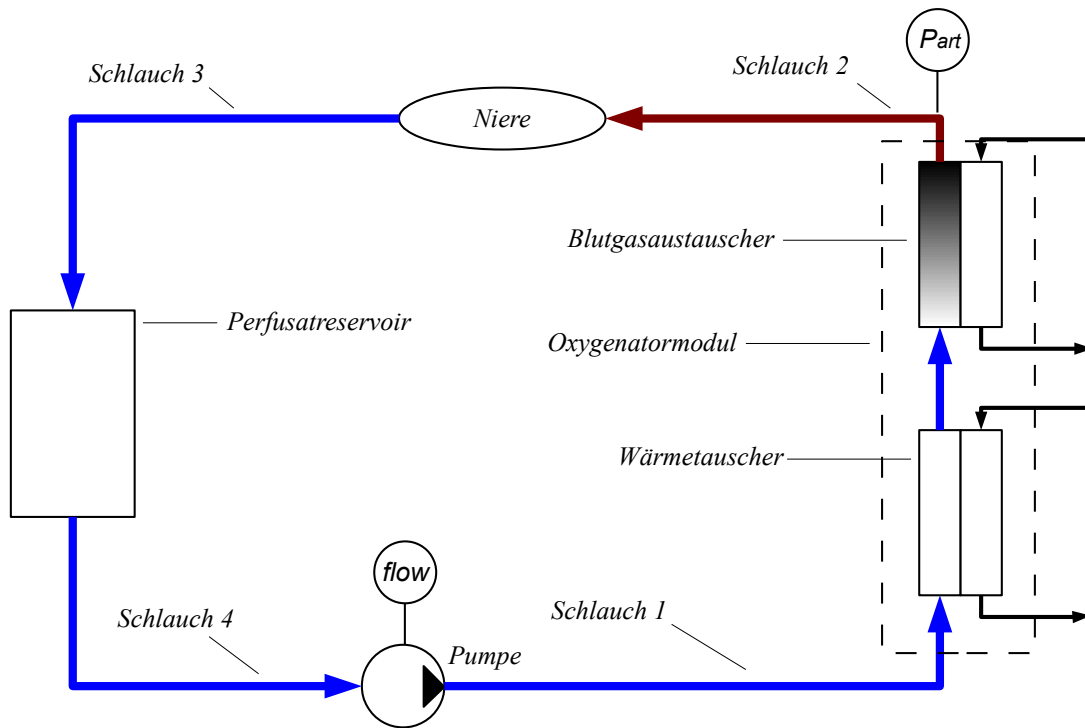 Part
Schlauch 3
Schlauch 2
Niere
Blutgasaustauscher
Perfusatreservoir
Oxygenatormodul
Wärmetauscher
flow
Schlauch 4
Schlauch 1
Pumpe